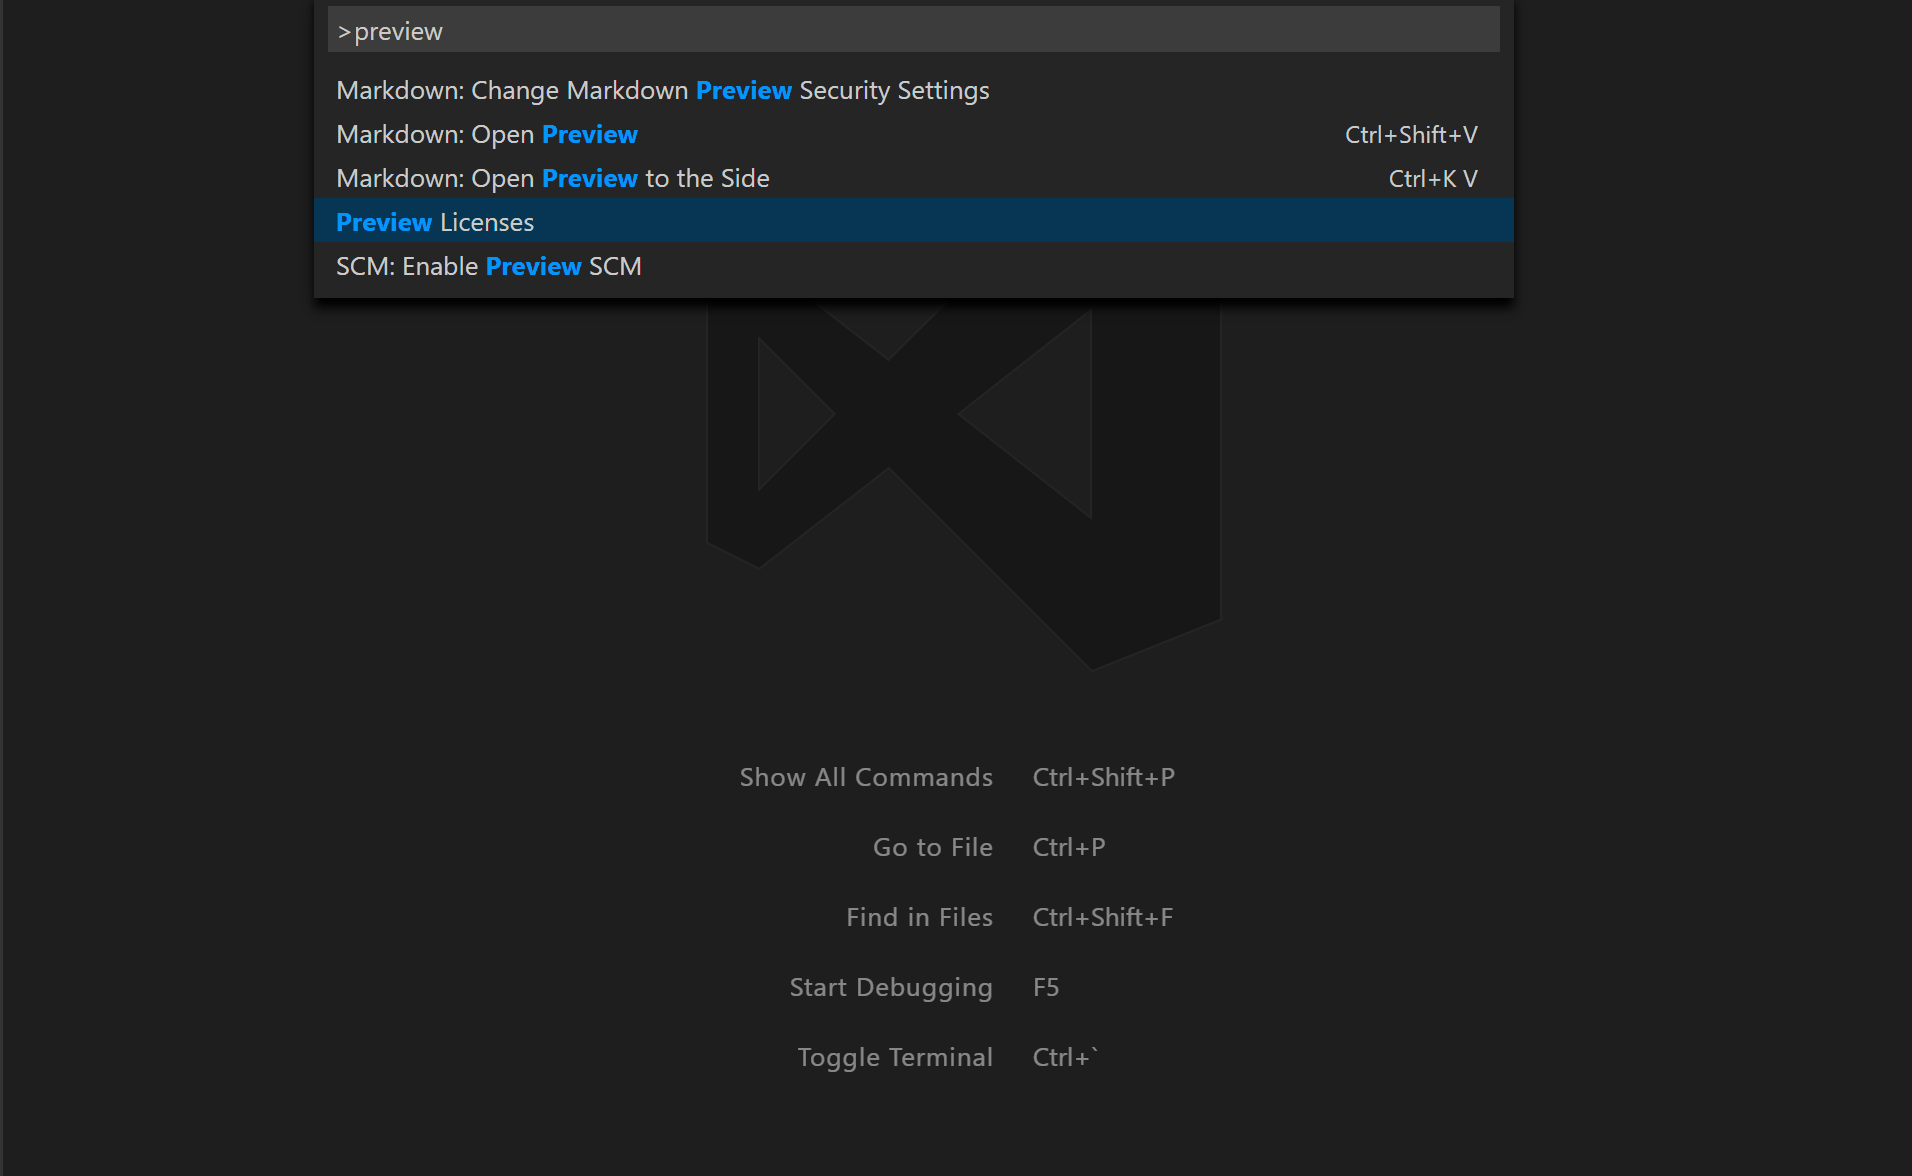 >preview
Markdown: Change Markdown Preview Security Settings
Markdown: Open Preview Ctrl+Shift+V
Markdown: Open Preview to the Side Ctrl+K V
Preview Licenses
SCM: Enable Preview SCM
Show All Commands Ctrl+Shift+P
Go to File Ctrl+P
Find in Files Ctrl+Shift+F
Start Debugging F5
Toggle Terminal Ctrl+`